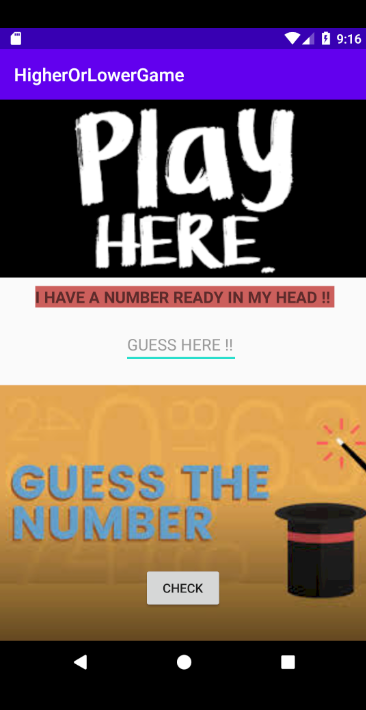 9:16
HigherOrLowerGame
Play
HERE.
I HAVE A NUMBER READY IN MY HEAD !!
GUESS HERE !!
GUESS THE
NUMBER
CHECK